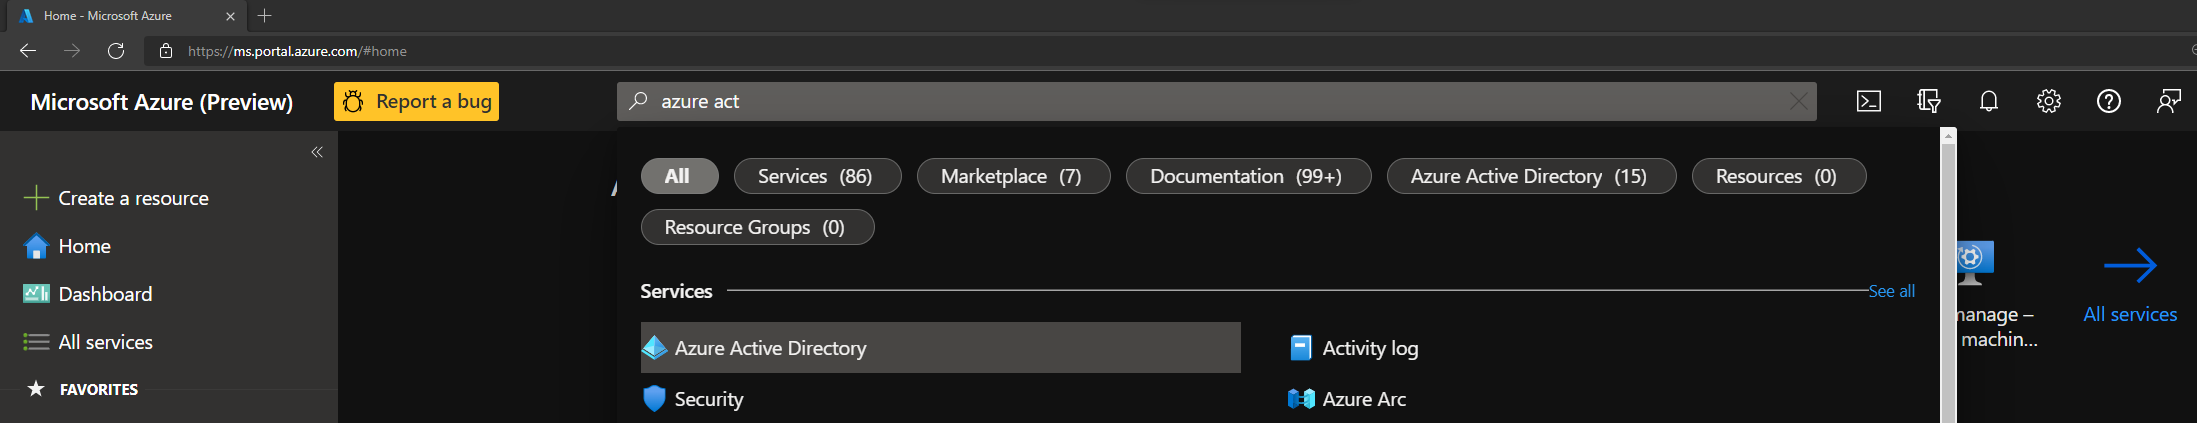 Home - Microsoft Azure
https://ms.portal.azure.com/#home
Microsoft Azure (Preview)
Report a bug
azure act
All
Services (86)
Marketplace (7)
Documentation (99+)
Azure Active Directory (15)
Resources (0)
Resource Groups (0)
Create a resource
Home
Dashboard
All services
FAVORITES
Services
See all
Azure Active Directory
Activity log
Security
Azure Arc
manage –
machin...
All services